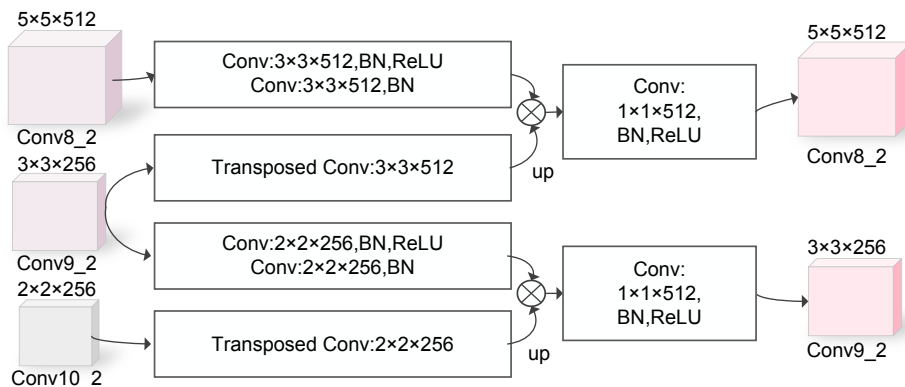 5×5×512
Conv8_2
3×3×256
Conv9_2
2×2×256
Conv10_2
Conv:3×3×512,BN,ReLU
Conv:3×3×512,BN
Transposed Conv:3×3×512
Conv:2×2×256,BN,ReLU
Conv:2×2×256,BN
Transposed Conv:2×2×256
up
up
Conv:
1×1×512,
BN,ReLU
Conv:
1×1×512,
BN,ReLU
5×5×512
Conv8_2
3×3×256
Conv9_2